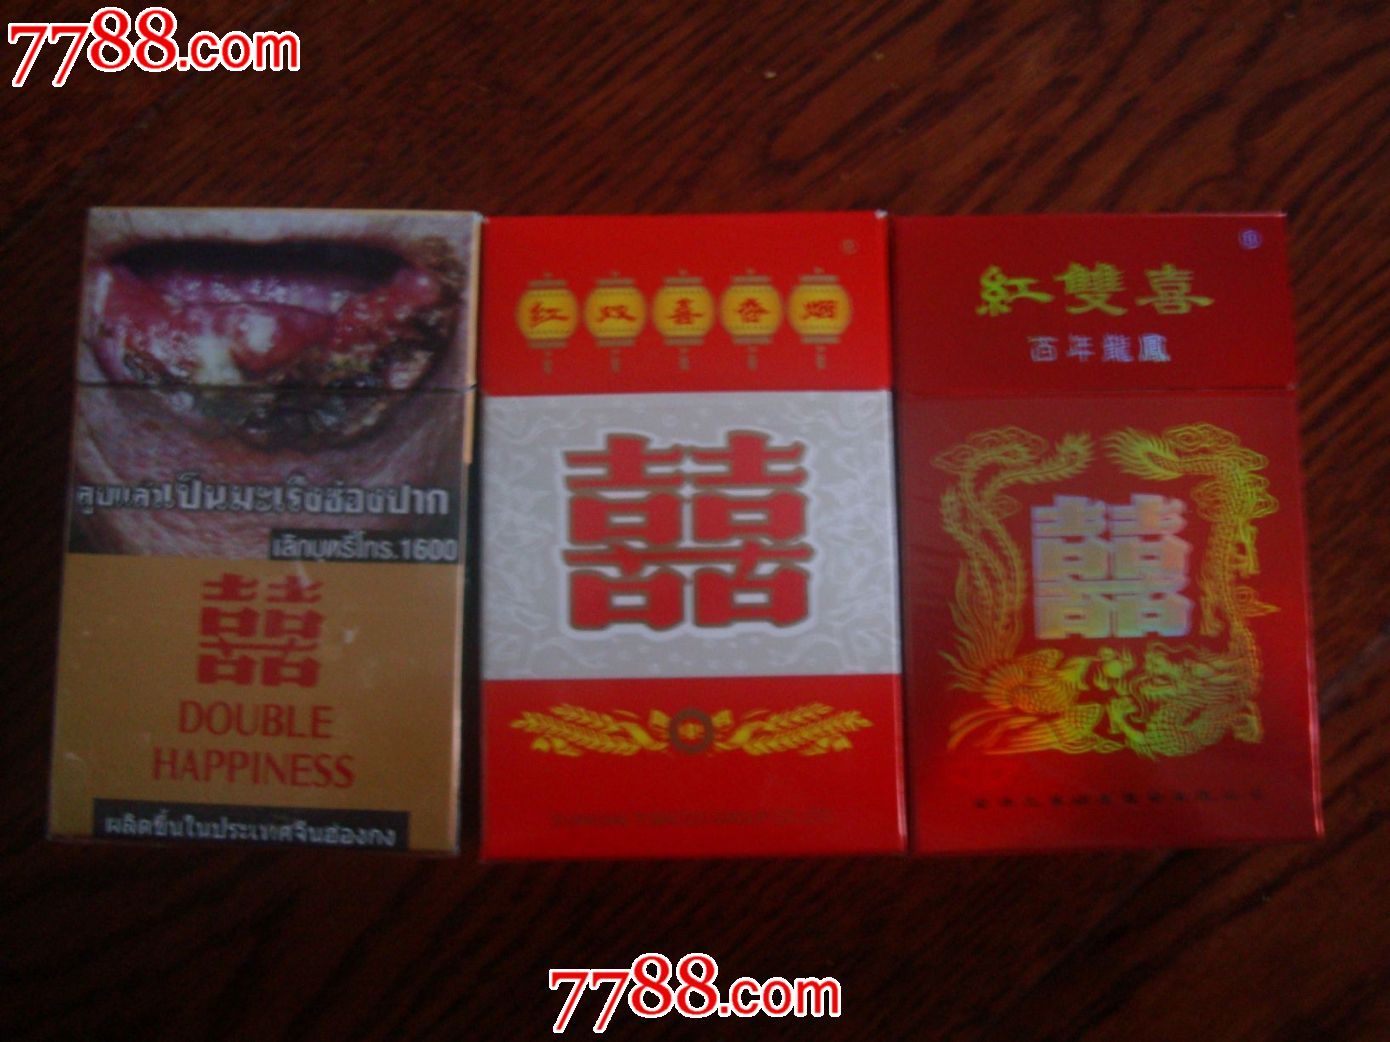 7788.com
สูบแล้วเป็นมะเร็งช่องปาก
เลิกบุหรี่โทร.1600
囍
DOUBLE
HAPPINESS
ผลิตขึ้นในประเทศจีนฮ่องกง
红双喜香烟
囍
紅雙喜
百年龍鳳
囍
7788.com